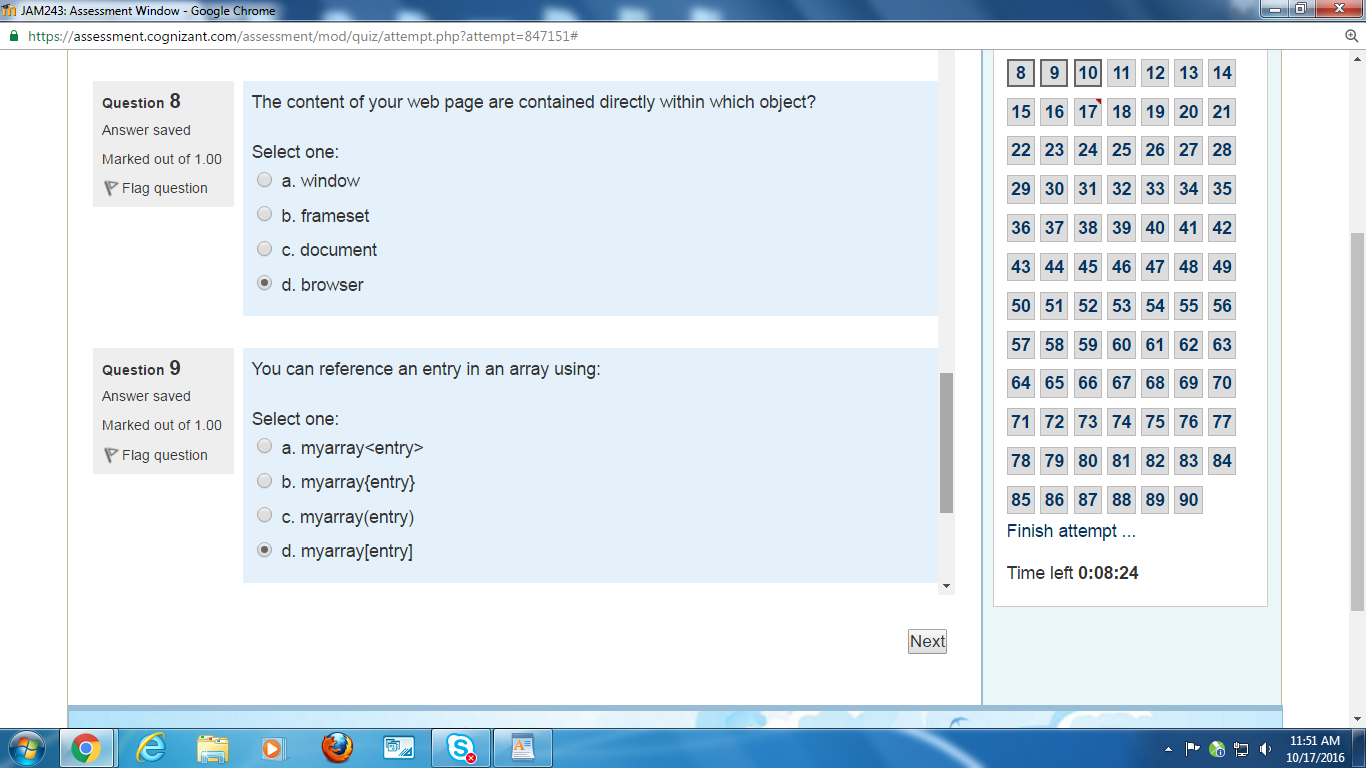 JAM243: Assessment Window - Google Chrome
https://assessment.cognizant.com/assessment/mod/quiz/attempt.php?attempt=847151#
Question 8
Answer saved
Marked out of 1.00
Flag question
The content of your web page are contained directly within which object?
Select one:
a. window
b. frameset
c. document
d. browser
Question 9
Answer saved
Marked out of 1.00
Flag question
You can reference an entry in an array using:
Select one:
a. myarray<entry>
b. myarray{entry}
c. myarray(entry)
d. myarray[entry]
Next
8 9 10 11 12 13 14
15 16 17 18 19 20 21
22 23 24 25 26 27 28
29 30 31 32 33 34 35
36 37 38 39 40 41 42
43 44 45 46 47 48 49
50 51 52 53 54 55 56
57 58 59 60 61 62 63
64 65 66 67 68 69 70
71 72 73 74 75 76 77
78 79 80 81 82 83 84
85 86 87 88 89 90
Finish attempt ...
Time left 0:08:24
11:51 AM
10/17/2016